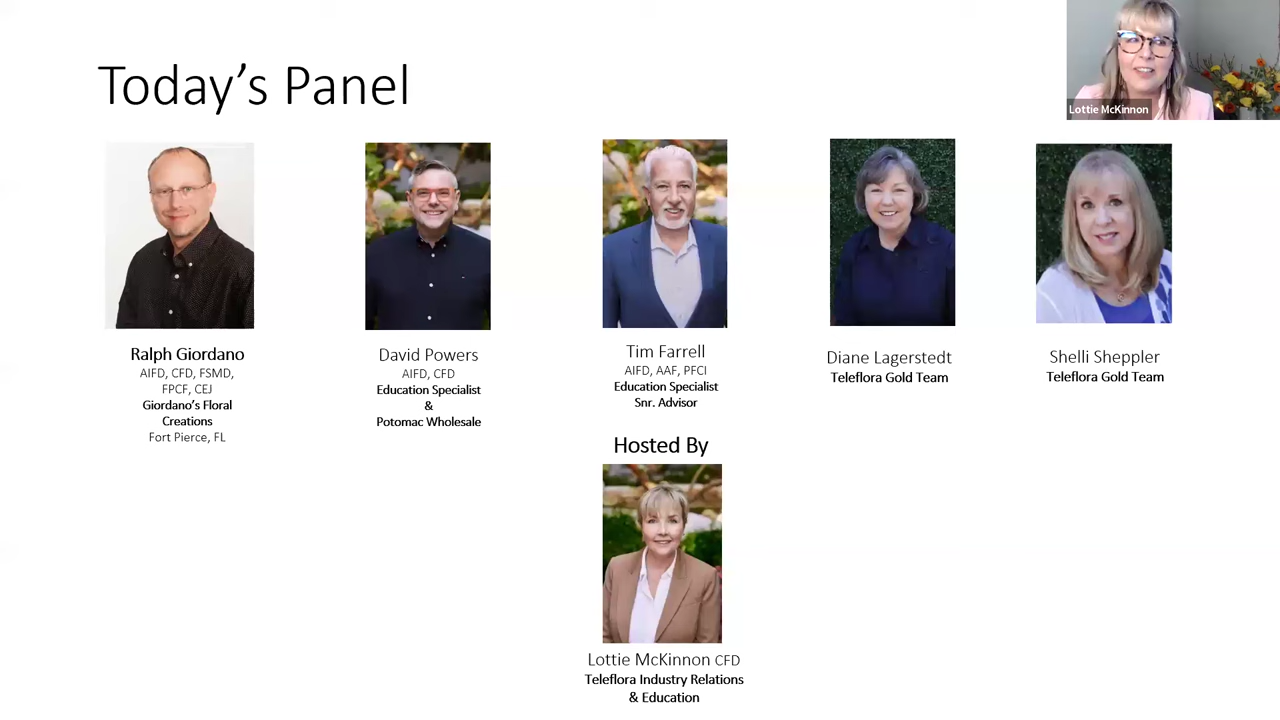 Today's Panel
Lottie McKinnon
Ralph Giordano
AIFD, CFD, FSMD,
FPCF, CEJ
Giordano's Floral
Creations
Fort Pierce, FL
David Powers
AIFD, CFD
Education Specialist
&
Potomac Wholesale
Tim Farrell
AIFD, AAF, PFCI
Education Specialist
Snr. Advisor
Diane Lagerstedt
Teleflora Gold Team
Shelli Sheppler
Teleflora Gold Team
Hosted By
Lottie McKinnon CFD
Teleflora Industry Relations
& Education